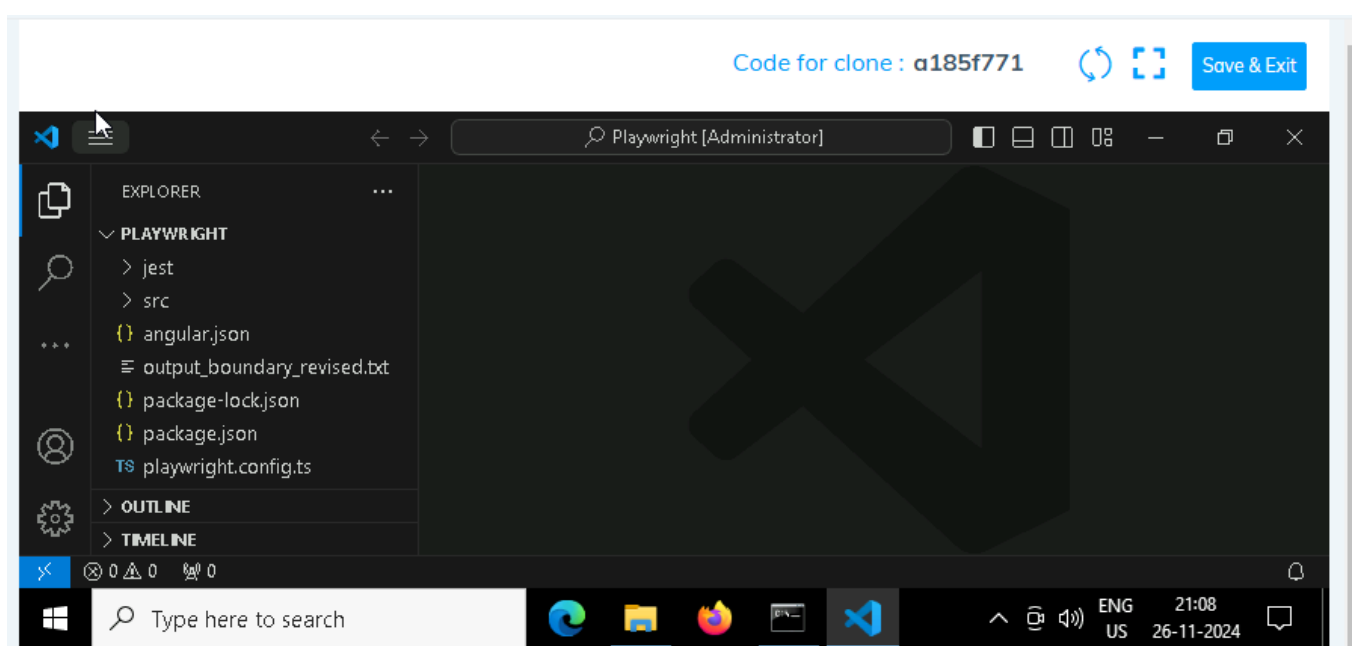 Code for clone : a185f771
Save & Exit
Playwright [Administrator]
EXPLORER
PLAYWRIGHT
jest
src
{} angular.json
output_boundary_revised.txt
{} package-lock.json
{} package.json
TS playwright.config.ts
OUTLINE
TIMELINE
0 0 0
Type here to search
ENG
US
21:08
26-11-2024